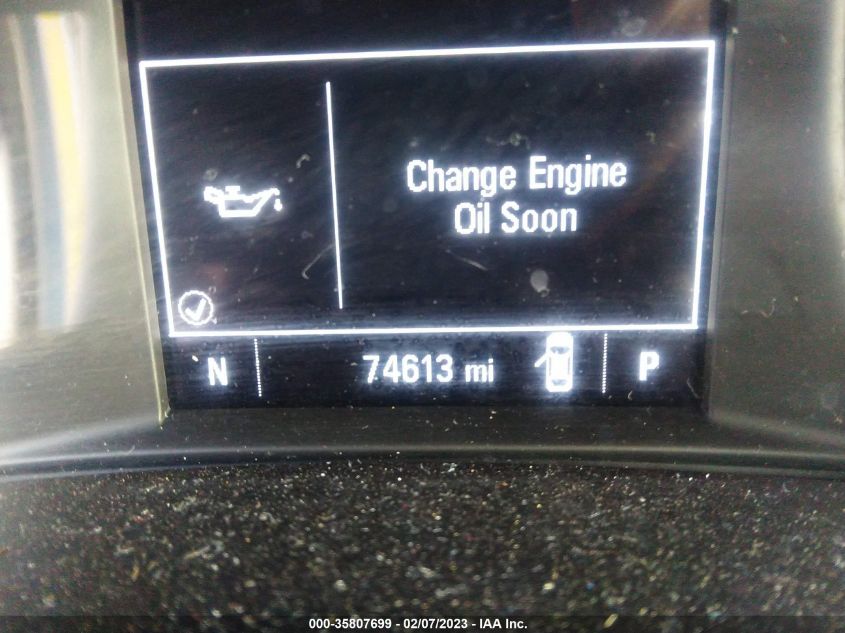 Change Engine
Oil Soon
N 74613 mi P
000-35807699 - 02/07/2023 - IAA Inc.